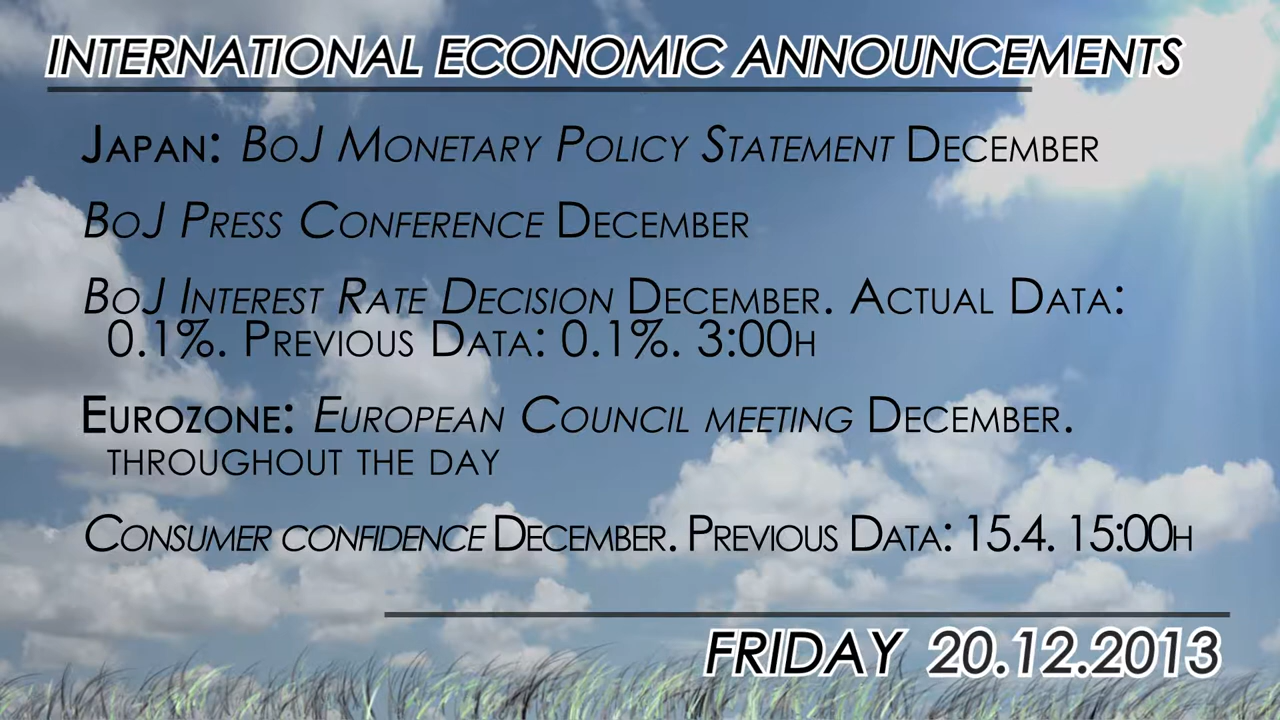 INTERNATIONAL ECONOMIC ANNOUNCEMENTS
Japan: BoJ Monetary Policy Statement December
BoJ Press Conference December
BoJ Interest Rate Decision December. Actual Data:
0.1%. Previous Data: 0.1%. 3:00h
Eurozone: European Council meeting December.
throughout the day
Consumer confidence December. Previous Data: 15.4. 15:00h
FRIDAY 20.12.2013